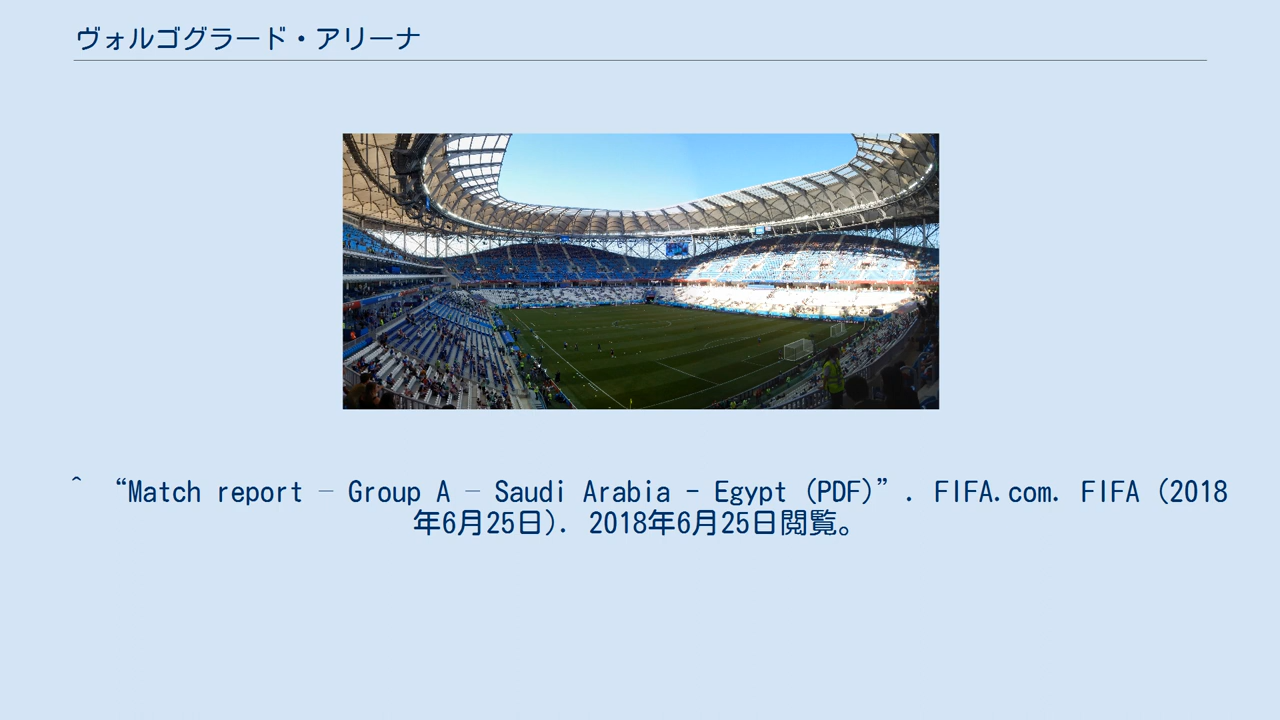 ヴォルゴグラード・アリーナ
^ “Match report – Group A – Saudi Arabia - Egypt (PDF)”. FIFA.com. FIFA (2018
年6月25日). 2018年6月25日閲覧。